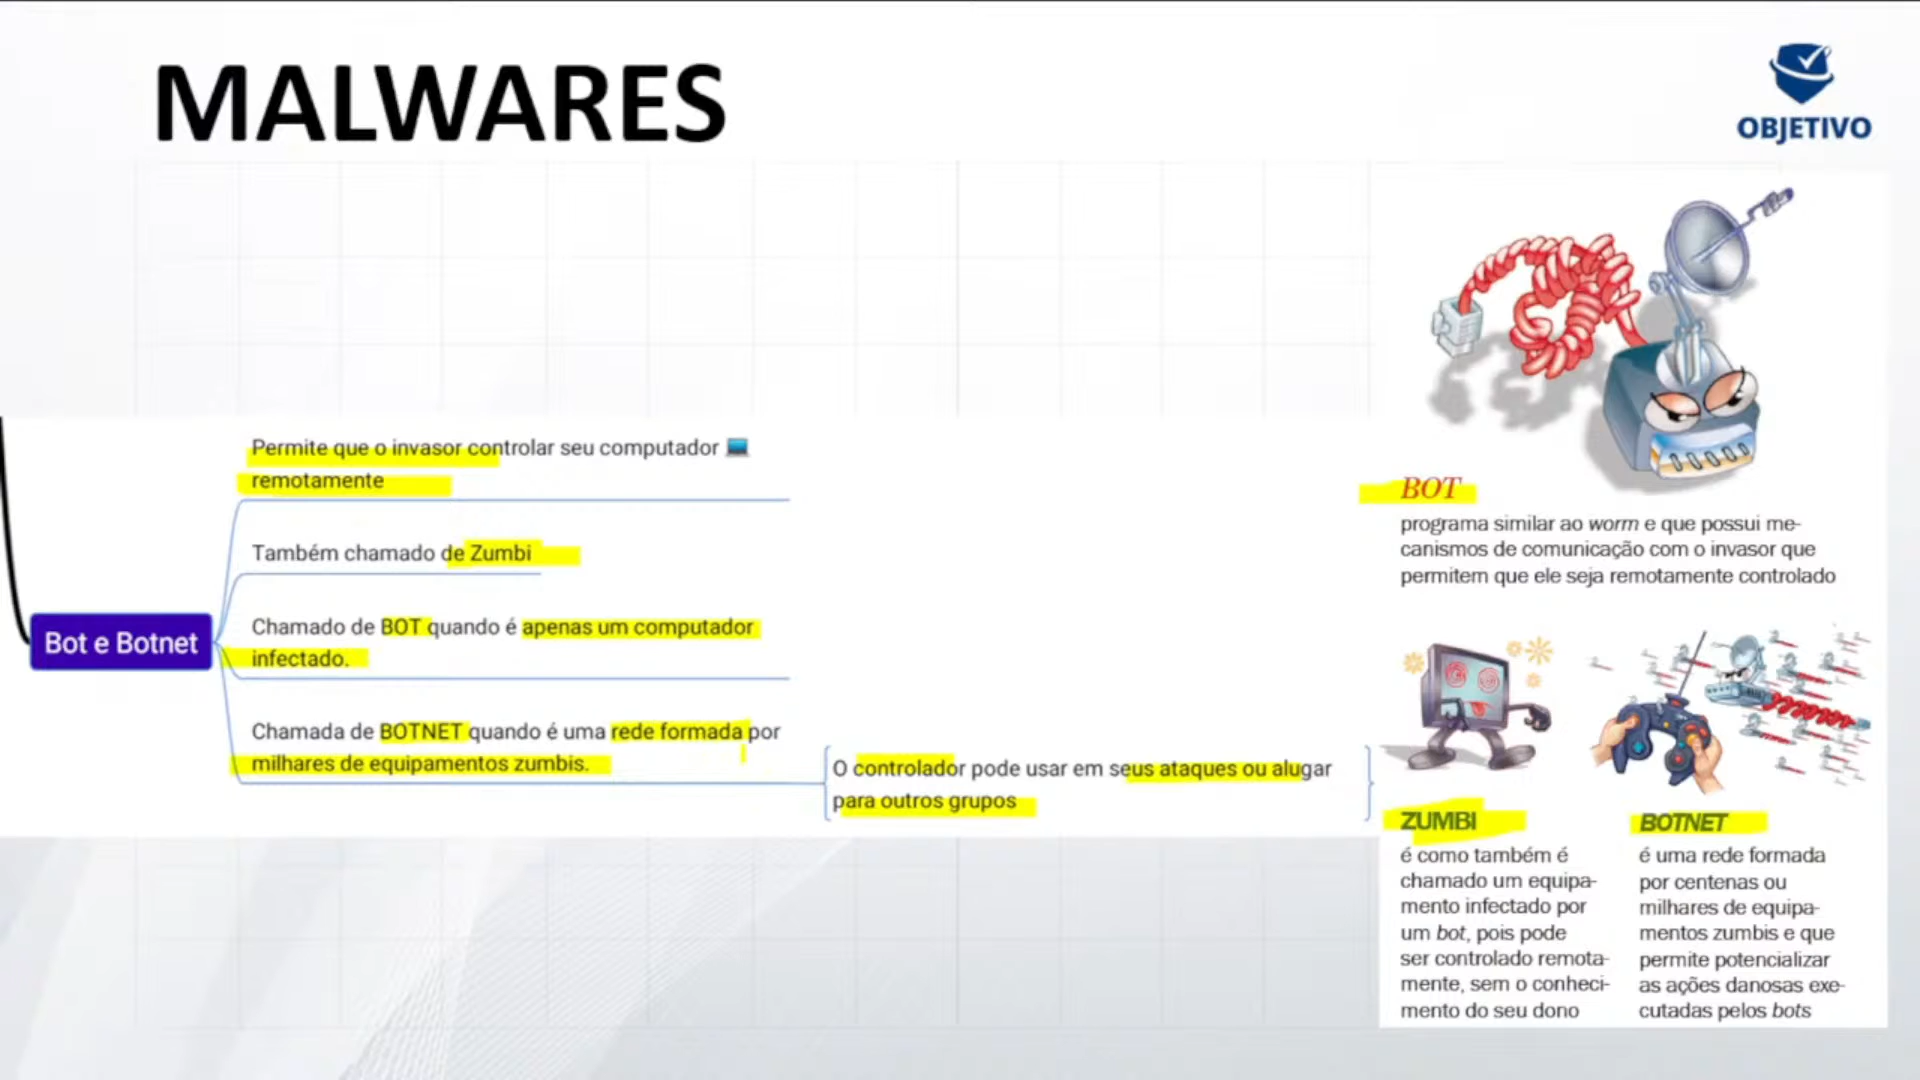 MALWARES
OBJETIVO
Permite que o invasor controlar seu computador
remotamente
Também chamado de Zumbi
Chamado de BOT quando é apenas um computador
infectado.
Bot e Botnet
Chamada de BOTNET quando é uma rede formada por
milhares de equipamentos zumbis.
O controlador pode usar em seus ataques ou alugar
para outros grupos
BOT
programa similar ao worm e que possui me-
canismos de comunicação com o invasor que
permitem que ele seja remotamente controlado
ZUMBI
é como também é
chamado um equipa-
mento infectado por
um bot, pois pode
ser controlado remota-
mente, sem o conheci-
mento do seu dono
BOTNET
é uma rede formada
por centenas ou
milhares de equipa-
mentos zumbis e que
permite potencializar
as ações danosas exe-
cutadas pelos bots